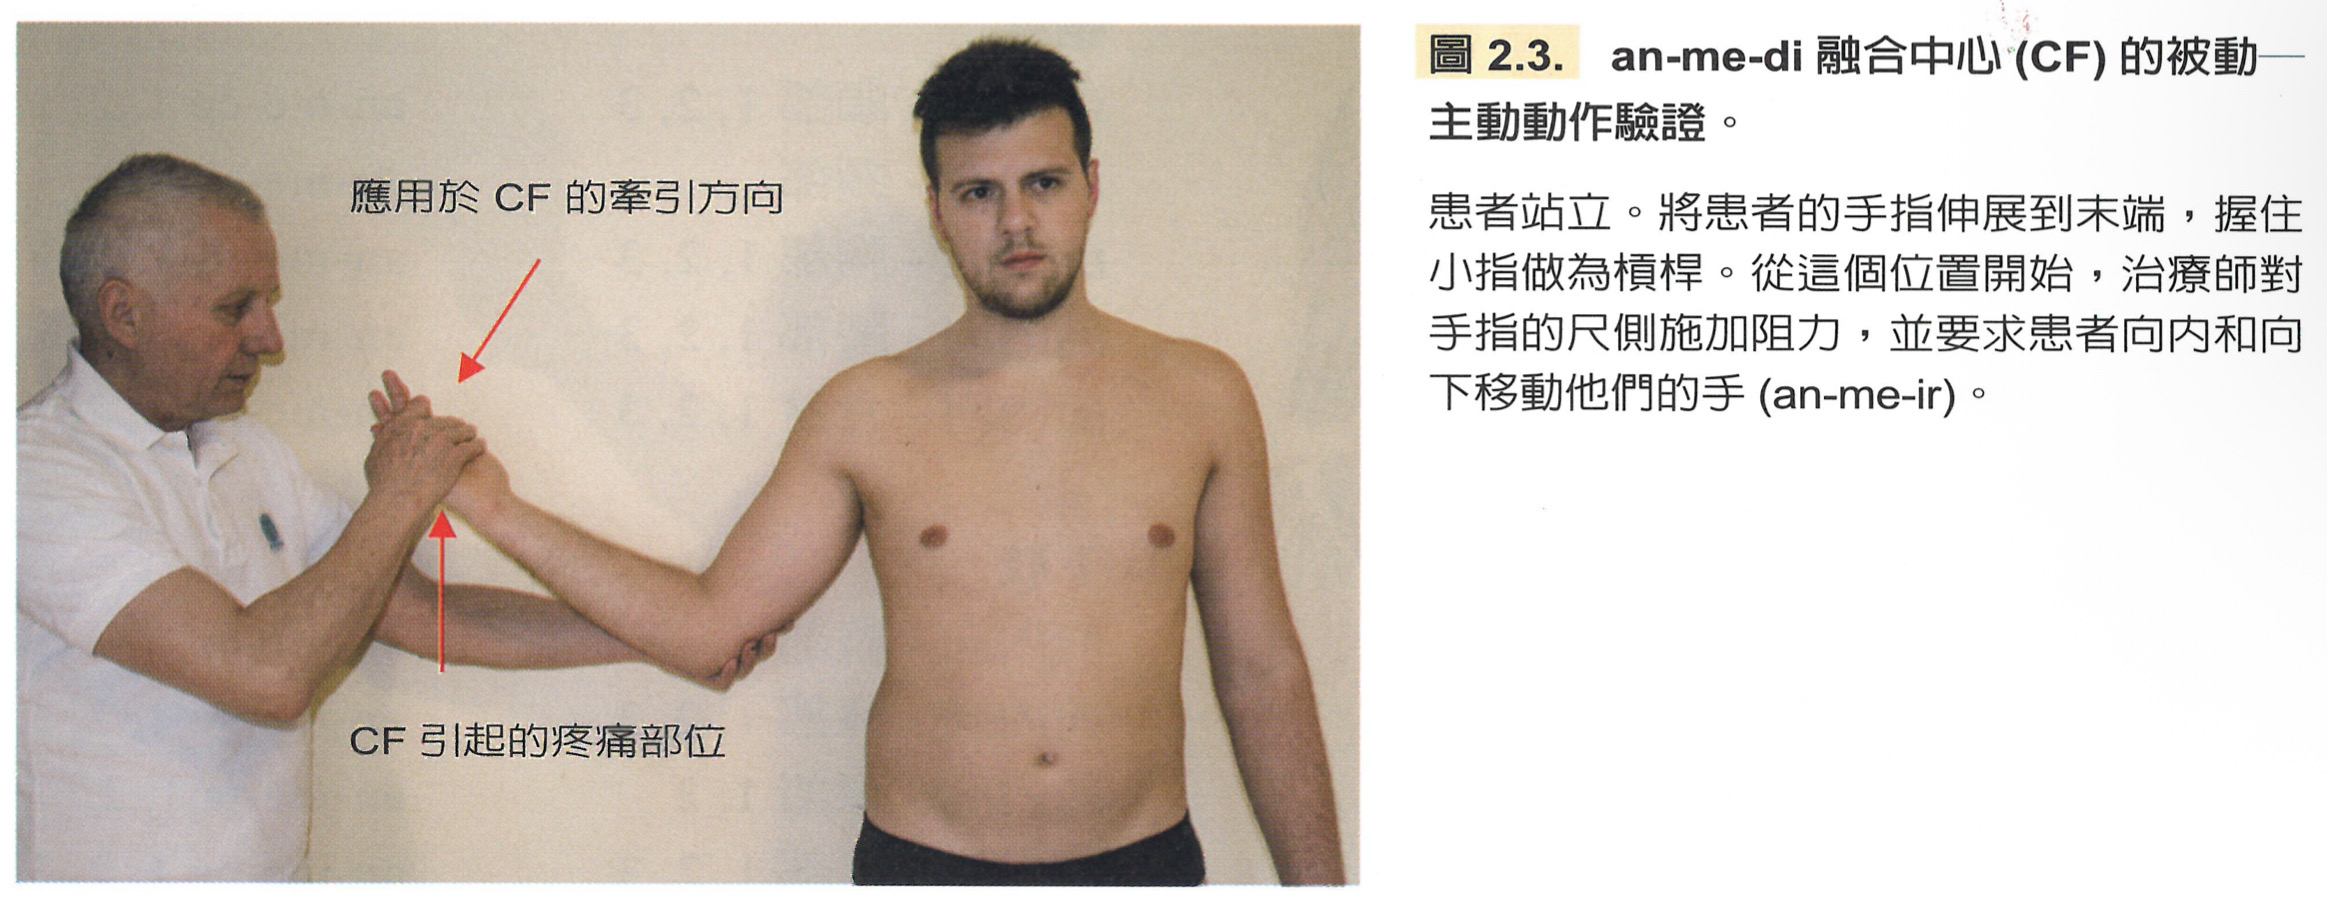 應用於 CF 的牽引方向
CF 引起的疼痛部位
圖 2.3. an-me-di 融合中心 (CF) 的被動—
主動動作驗證。
患者站立。將患者的手指伸展到末端，握住
小指做為槓桿。從這個位置開始，治療師對
手指的尺側施加阻力，並要求患者向內和向
下移動他們的手 (an-me-ir)。